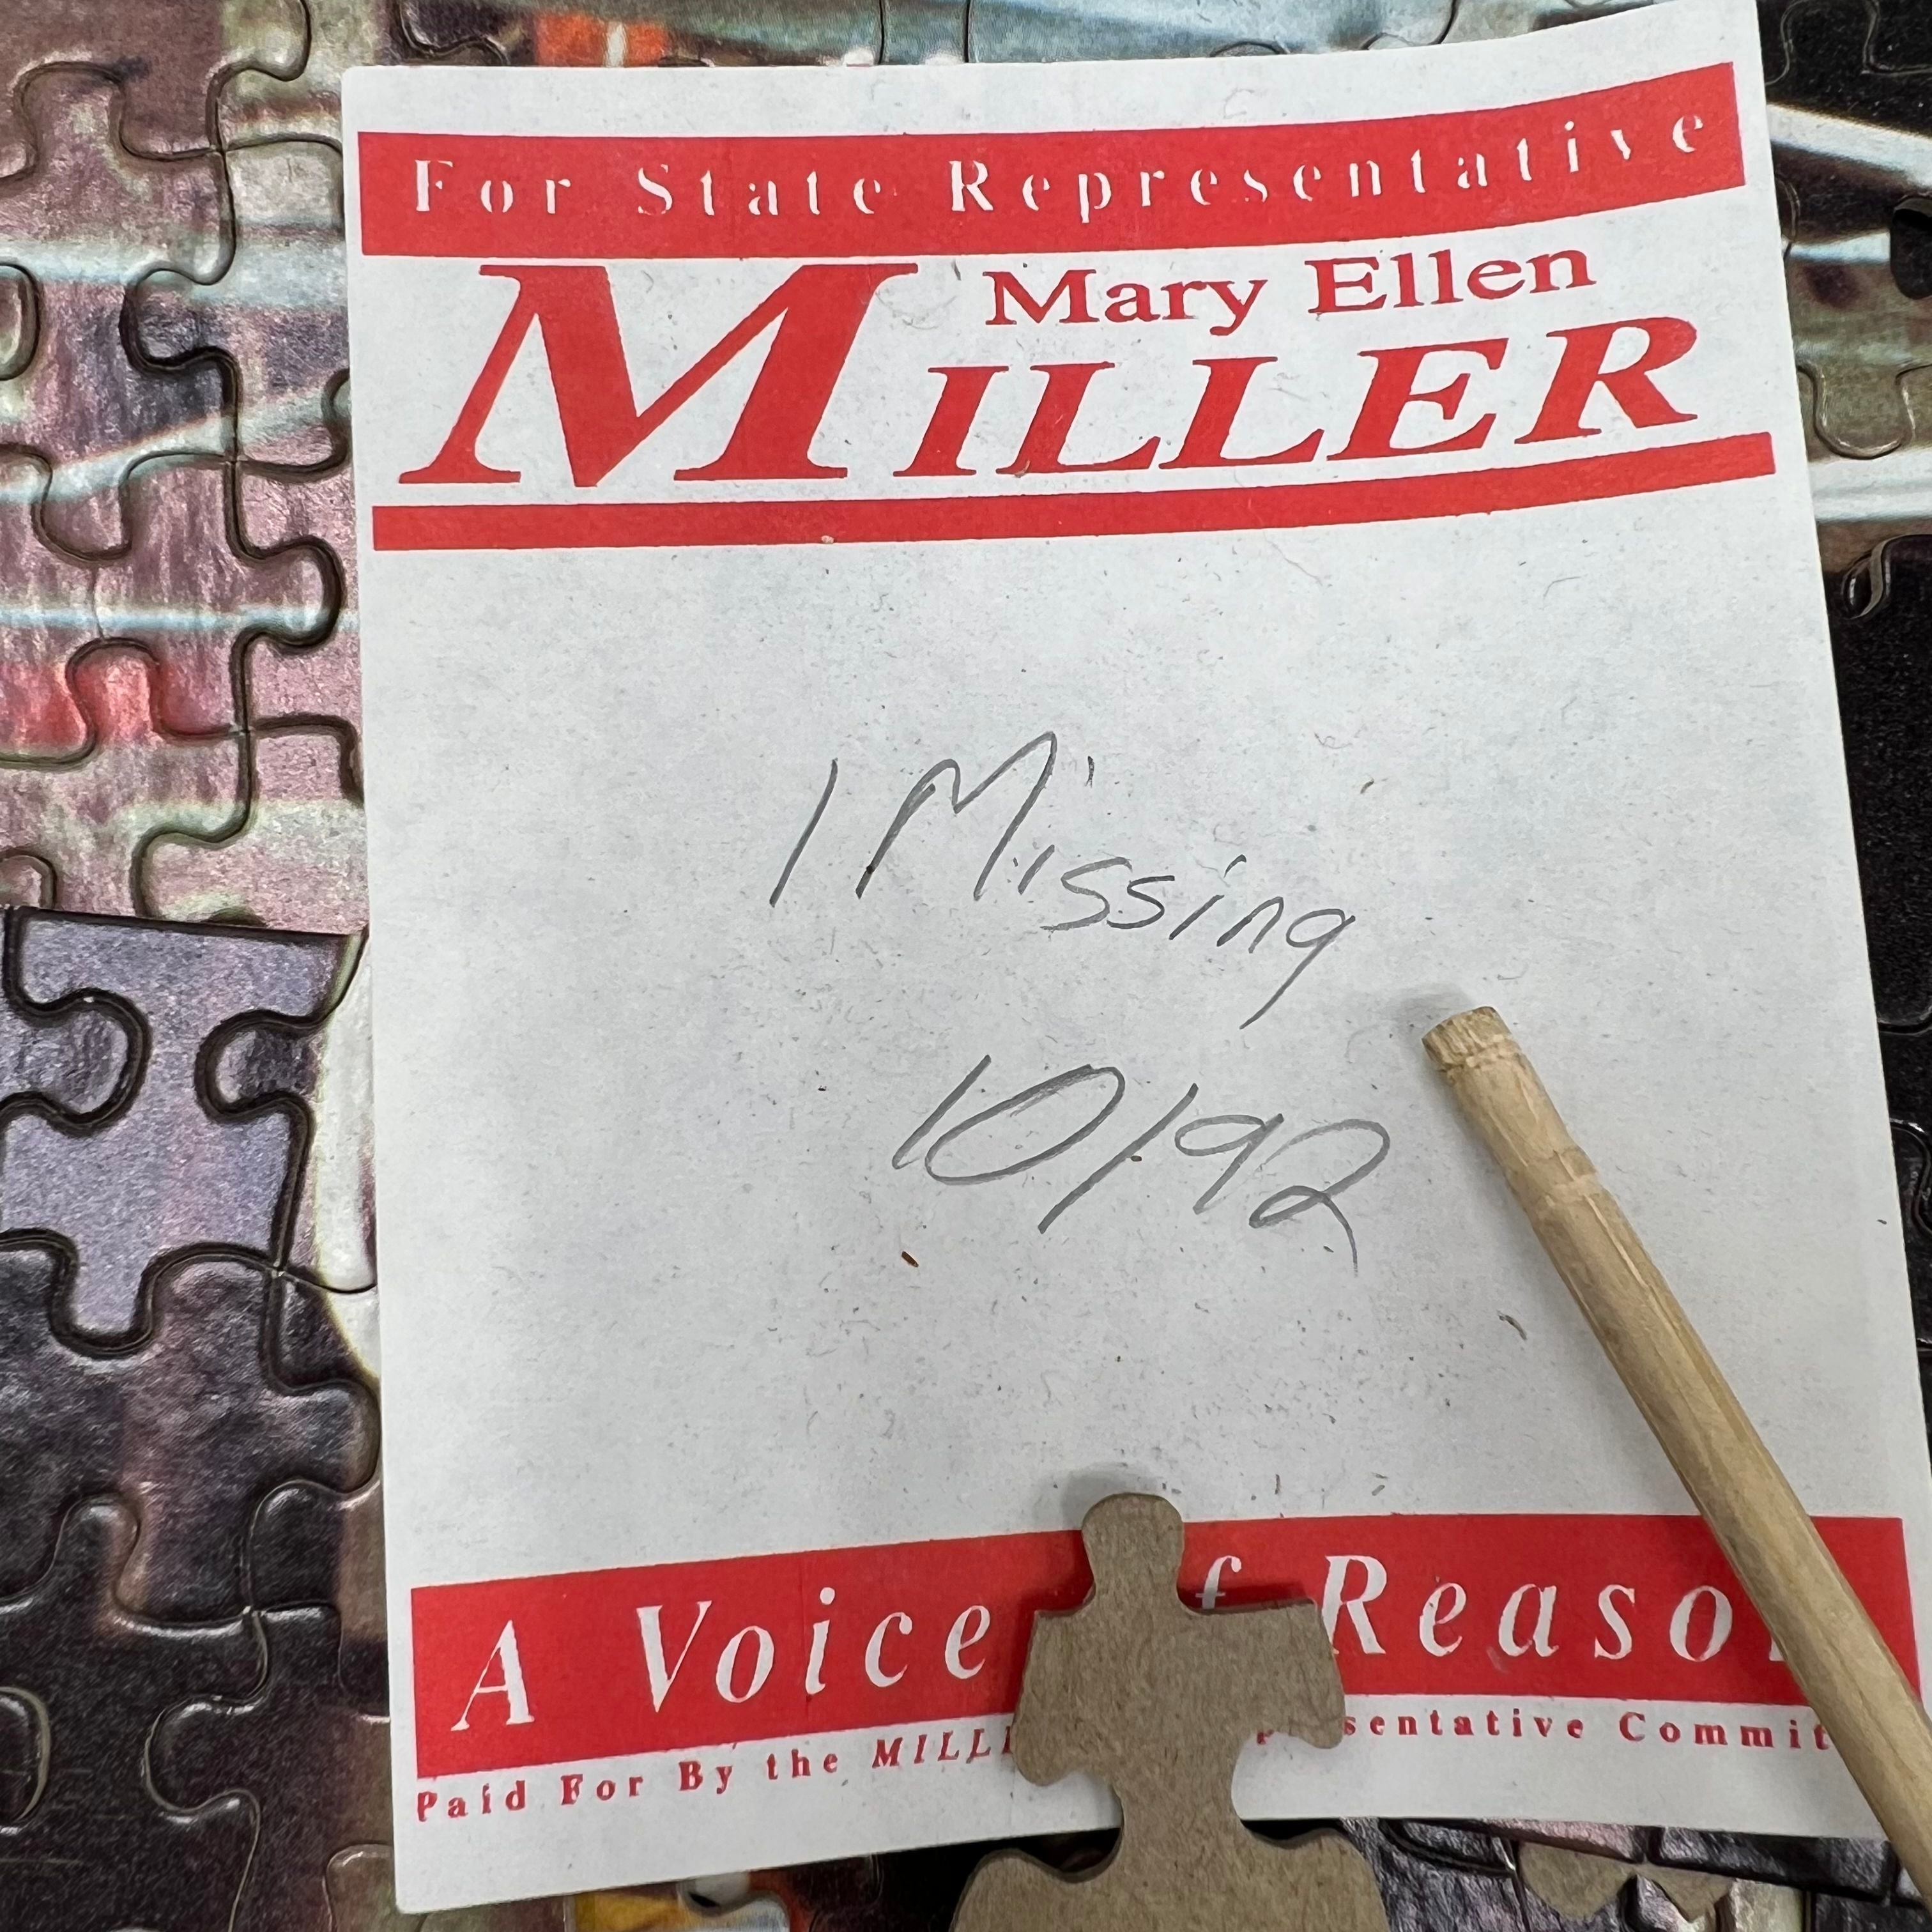 For State Representative
Mary Ellen
MILLER
1 Missing
10/92
A Voice f Reaso
Paid For By the MILL sentative Commit